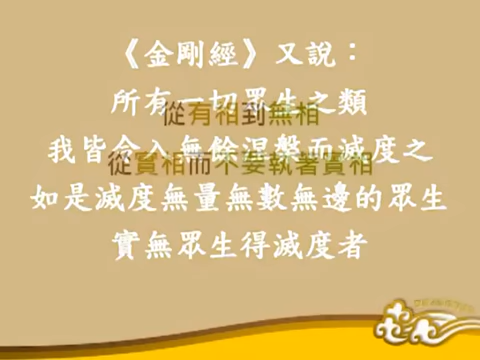 《金剛經》又說：
所有一切眾生之類
從有相到無相
我皆令入無餘涅槃而滅度之
從實相而不要執著實相
如是滅度無量無數無邊的眾生
實無眾生得滅度者